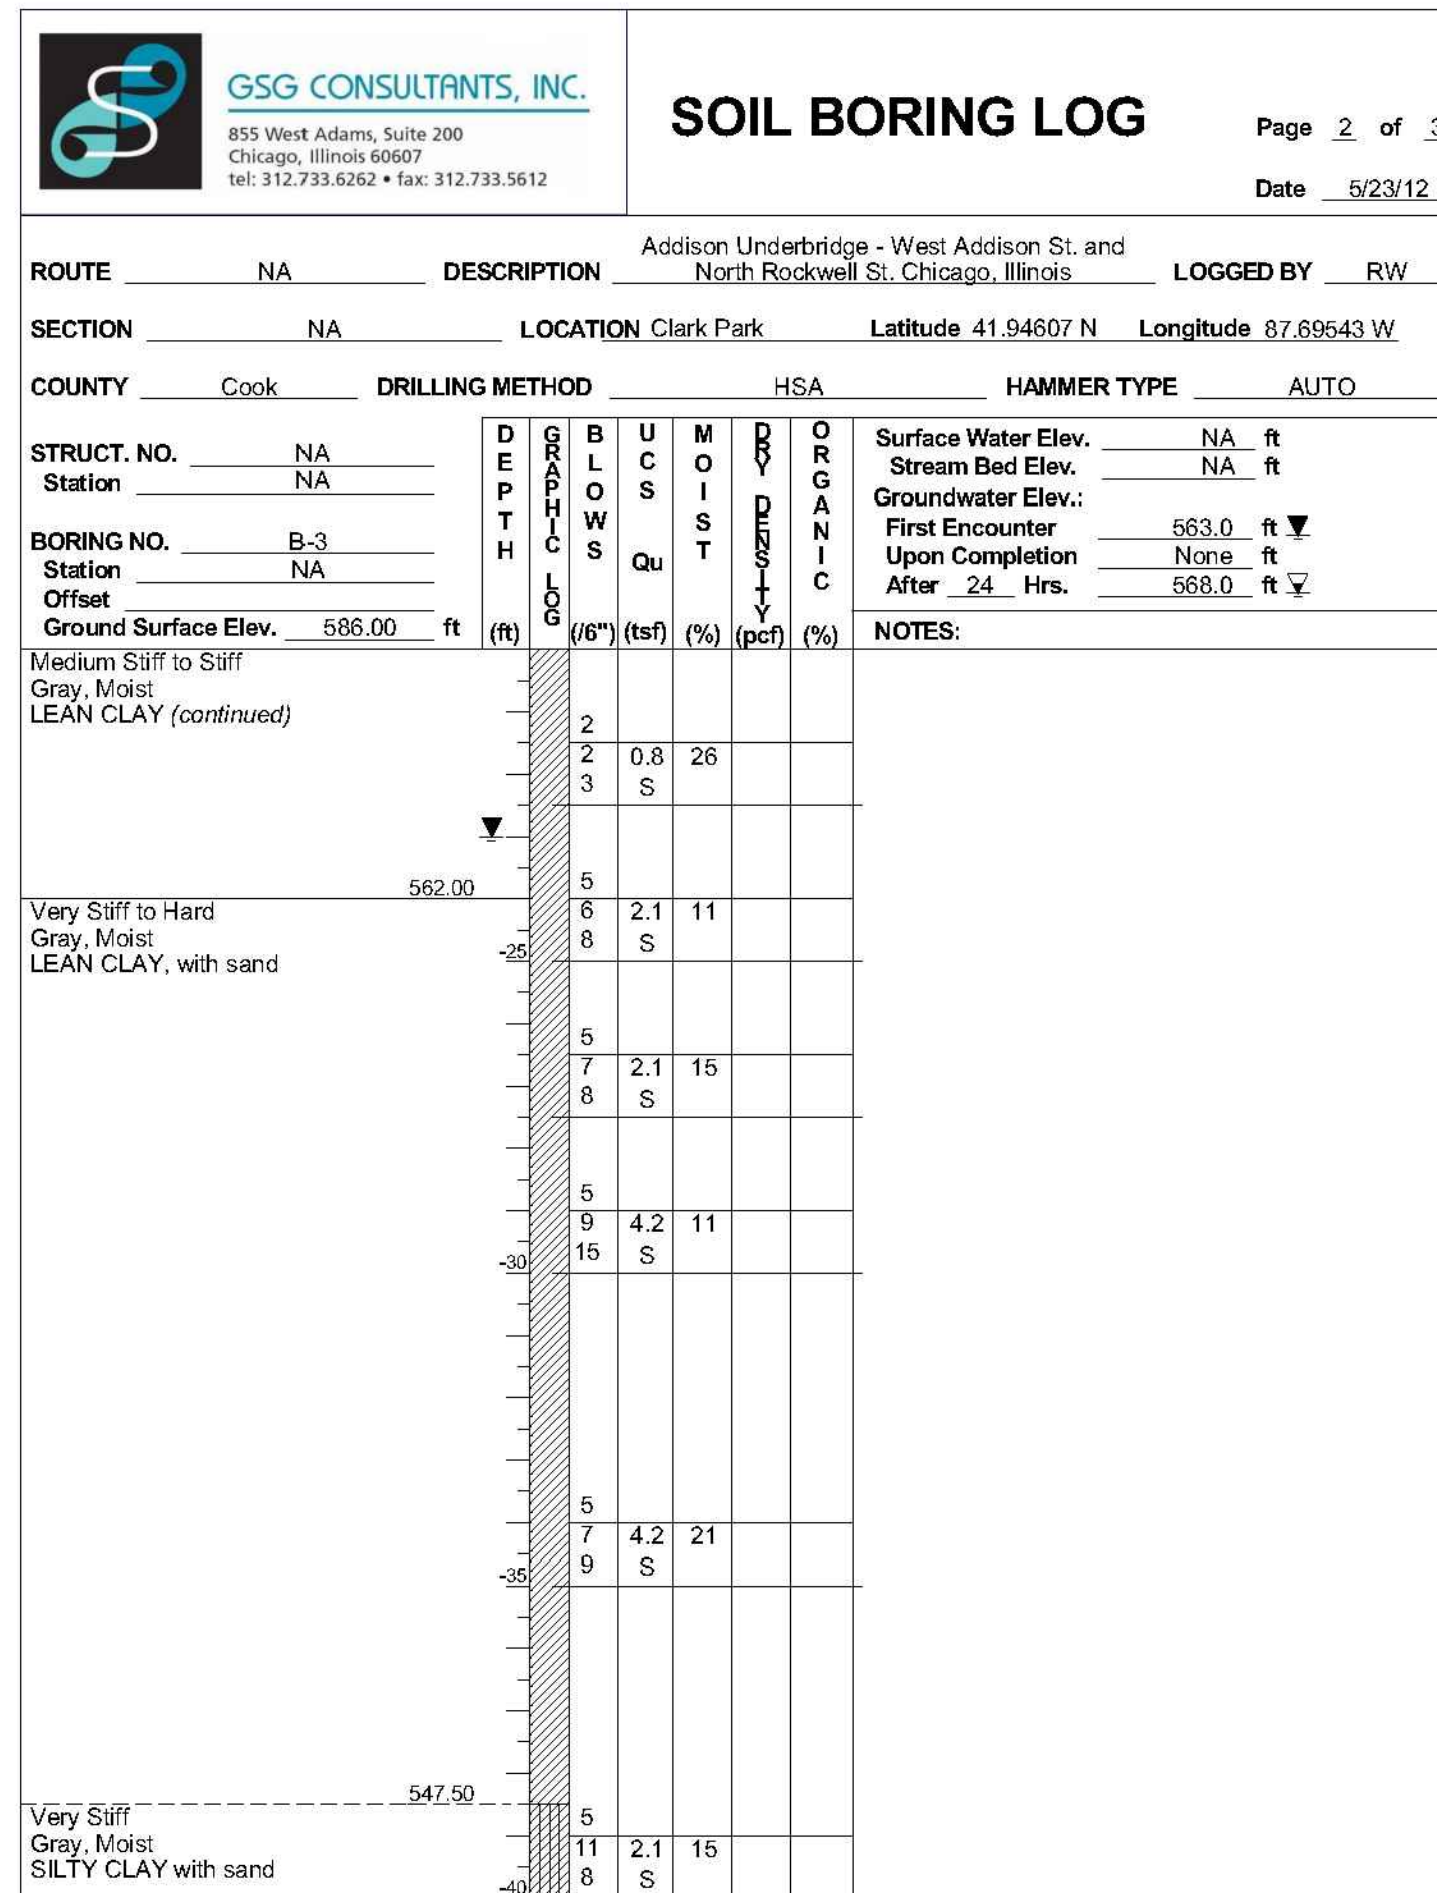 GSG CONSULTANTS, INC.
855 West Adams, Suite 200
Chicago, Illinois 60607
tel: 312.733.6262 • fax: 312.733.5612
SOIL BORING LOG
Page 2 of 3
Date 5/23/12
ROUTE NA DESCRIPTION Addison Underbridge - West Addison St. and
North Rockwell St. Chicago, Illinois LOGGED BY RW
SECTION NA LOCATION Clark Park Latitude 41.94607 N Longitude 87.69543 W
COUNTY Cook DRILLING METHOD HSA HAMMER TYPE AUTO
STRUCT. NO. NA
Station NA
BORING NO. B-3
Station NA
Offset
Ground Surface Elev. 586.00 ft
DEPTH (ft)
GRAPHIC LOG
BLOWS (/6")
UCS Qu (tsf)
MOIST (%)
DRY DENSITY (pcf)
ORGANIC (%)
Surface Water Elev. NA ft
Stream Bed Elev. NA ft
Groundwater Elev.:
First Encounter 563.0 ft ▼
Upon Completion None ft
After 24 Hrs. 568.0 ft ▽
NOTES:
Medium Stiff to Stiff
Gray, Moist
LEAN CLAY (continued)
2
2 0.8 26
3 S
562.00 5
Very Stiff to Hard 6 2.1 11
Gray, Moist -25 8 S
LEAN CLAY, with sand
5
7 2.1 15
8 S
5
9 4.2 11
-30 15 S
5
7 4.2 21
-35 9 S
547.50
Very Stiff 5
Gray, Moist 11 2.1 15
SILTY CLAY with sand -40 8 S